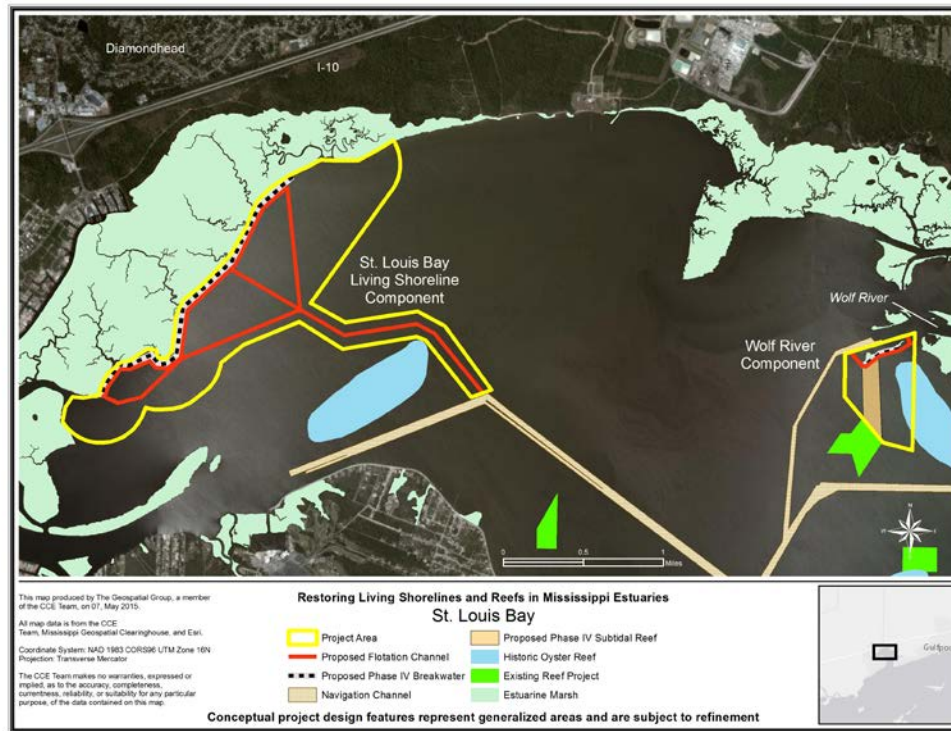 Diamondhead
I-10
St. Louis Bay
Living Shoreline
Component
Wolf River
Wolf River
Component
0 0.5 1
Miles
This map produced by The Geospatial Group, a member
of the CCE Team, on 07, May 2015.
All map data is from the CCE
Team, Mississippi Geospatial Clearinghouse, and Esri.
Coordinate System: NAD 1983 CORS96 UTM Zone 16N
Projection: Transverse Mercator
The CCE Team makes no warranties, expressed or
implied, as to the accuracy, completeness,
currentness, reliability, or suitability for any particular
purpose, of the data contained on this map.
Restoring Living Shorelines and Reefs in Mississippi Estuaries
St. Louis Bay
Project Area
Proposed Flotation Channel
Proposed Phase IV Breakwater
Navigation Channel
Proposed Phase IV Subtidal Reef
Historic Oyster Reef
Existing Reef Project
Estuarine Marsh
Conceptual project design features represent generalized areas and are subject to refinement
Gulfpo